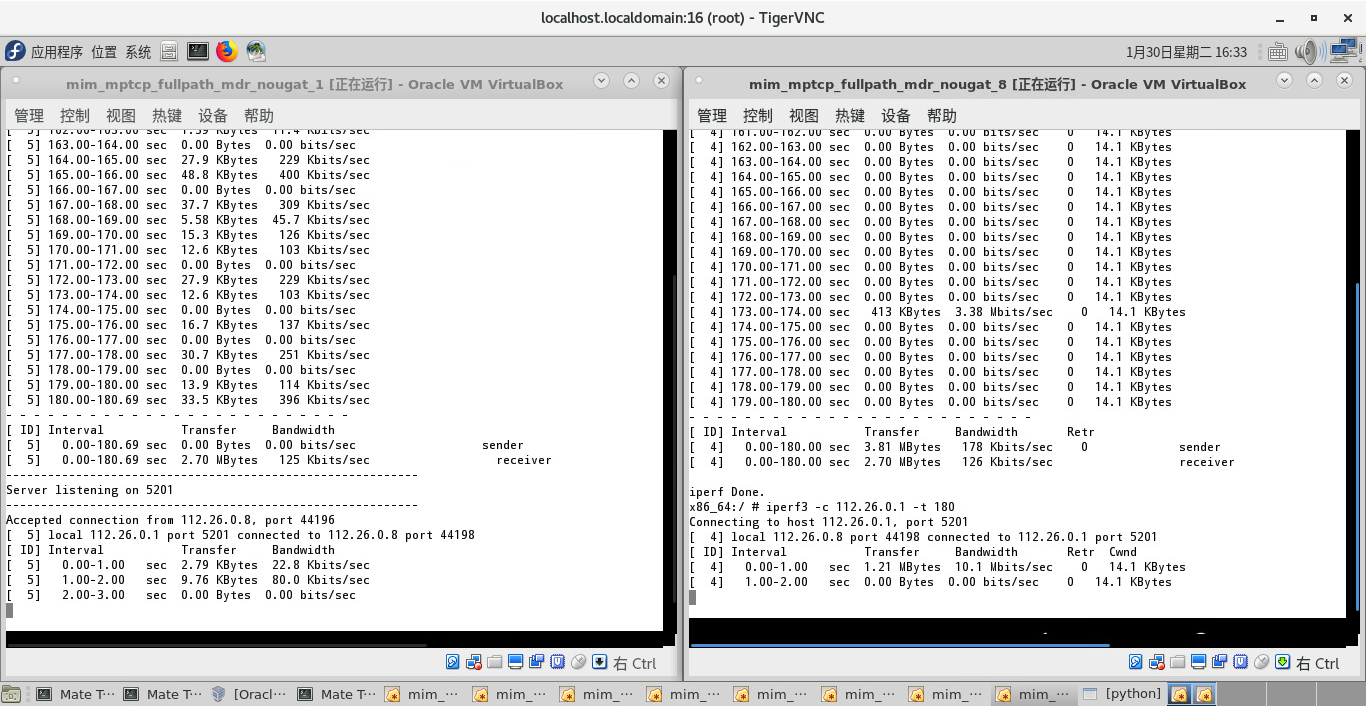 localhost.localdomain:16 (root) - TigerVNC
应用程序 位置 系统
1月30日星期二 16:33
mim_mptcp_fullpath_mdr_nougat_1 [正在运行] - Oracle VM VirtualBox
管理 控制 视图 热键 设备 帮助
[ 5] 162.00-163.00 sec 1.39 KBytes 11.4 Kbits/sec
[ 5] 163.00-164.00 sec 0.00 Bytes 0.00 bits/sec
[ 5] 164.00-165.00 sec 27.9 KBytes 229 Kbits/sec
[ 5] 165.00-166.00 sec 48.8 KBytes 400 Kbits/sec
[ 5] 166.00-167.00 sec 0.00 Bytes 0.00 bits/sec
[ 5] 167.00-168.00 sec 37.7 KBytes 309 Kbits/sec
[ 5] 168.00-169.00 sec 5.58 KBytes 45.7 Kbits/sec
[ 5] 169.00-170.00 sec 15.3 KBytes 126 Kbits/sec
[ 5] 170.00-171.00 sec 12.6 KBytes 103 Kbits/sec
[ 5] 171.00-172.00 sec 0.00 Bytes 0.00 bits/sec
[ 5] 172.00-173.00 sec 27.9 KBytes 229 Kbits/sec
[ 5] 173.00-174.00 sec 12.6 KBytes 103 Kbits/sec
[ 5] 174.00-175.00 sec 0.00 Bytes 0.00 bits/sec
[ 5] 175.00-176.00 sec 16.7 KBytes 137 Kbits/sec
[ 5] 176.00-177.00 sec 0.00 Bytes 0.00 bits/sec
[ 5] 177.00-178.00 sec 30.7 KBytes 251 Kbits/sec
[ 5] 178.00-179.00 sec 0.00 Bytes 0.00 bits/sec
[ 5] 179.00-180.00 sec 13.9 KBytes 114 Kbits/sec
[ 5] 180.00-180.69 sec 33.5 KBytes 396 Kbits/sec
- - - - - - - - - - - - - - - - - - - - - - - - -
[ ID] Interval Transfer Bandwidth
[ 5] 0.00-180.69 sec 0.00 Bytes 0.00 bits/sec sender
[ 5] 0.00-180.69 sec 2.70 MBytes 125 Kbits/sec receiver
-----------------------------------------------------------
Server listening on 5201
-----------------------------------------------------------
Accepted connection from 112.26.0.8, port 44196
[ 5] local 112.26.0.1 port 5201 connected to 112.26.0.8 port 44198
[ ID] Interval Transfer Bandwidth
[ 5] 0.00-1.00 sec 2.79 KBytes 22.8 Kbits/sec
[ 5] 1.00-2.00 sec 9.76 KBytes 80.0 Kbits/sec
[ 5] 2.00-3.00 sec 0.00 Bytes 0.00 bits/sec
右 Ctrl
mim_mptcp_fullpath_mdr_nougat_8 [正在运行] - Oracle VM VirtualBox
管理 控制 视图 热键 设备 帮助
[ 4] 161.00-162.00 sec 0.00 Bytes 0.00 bits/sec 0 14.1 KBytes
[ 4] 162.00-163.00 sec 0.00 Bytes 0.00 bits/sec 0 14.1 KBytes
[ 4] 163.00-164.00 sec 0.00 Bytes 0.00 bits/sec 0 14.1 KBytes
[ 4] 164.00-165.00 sec 0.00 Bytes 0.00 bits/sec 0 14.1 KBytes
[ 4] 165.00-166.00 sec 0.00 Bytes 0.00 bits/sec 0 14.1 KBytes
[ 4] 166.00-167.00 sec 0.00 Bytes 0.00 bits/sec 0 14.1 KBytes
[ 4] 167.00-168.00 sec 0.00 Bytes 0.00 bits/sec 0 14.1 KBytes
[ 4] 168.00-169.00 sec 0.00 Bytes 0.00 bits/sec 0 14.1 KBytes
[ 4] 169.00-170.00 sec 0.00 Bytes 0.00 bits/sec 0 14.1 KBytes
[ 4] 170.00-171.00 sec 0.00 Bytes 0.00 bits/sec 0 14.1 KBytes
[ 4] 171.00-172.00 sec 0.00 Bytes 0.00 bits/sec 0 14.1 KBytes
[ 4] 172.00-173.00 sec 0.00 Bytes 0.00 bits/sec 0 14.1 KBytes
[ 4] 173.00-174.00 sec 413 KBytes 3.38 Mbits/sec 0 14.1 KBytes
[ 4] 174.00-175.00 sec 0.00 Bytes 0.00 bits/sec 0 14.1 KBytes
[ 4] 175.00-176.00 sec 0.00 Bytes 0.00 bits/sec 0 14.1 KBytes
[ 4] 176.00-177.00 sec 0.00 Bytes 0.00 bits/sec 0 14.1 KBytes
[ 4] 177.00-178.00 sec 0.00 Bytes 0.00 bits/sec 0 14.1 KBytes
[ 4] 178.00-179.00 sec 0.00 Bytes 0.00 bits/sec 0 14.1 KBytes
[ 4] 179.00-180.00 sec 0.00 Bytes 0.00 bits/sec 0 14.1 KBytes
- - - - - - - - - - - - - - - - - - - - - - - - -
[ ID] Interval Transfer Bandwidth Retr
[ 4] 0.00-180.00 sec 3.81 MBytes 178 Kbits/sec 0 sender
[ 4] 0.00-180.00 sec 2.70 MBytes 126 Kbits/sec receiver
iperf Done.
x86_64:/ # iperf3 -c 112.26.0.1 -t 180
Connecting to host 112.26.0.1, port 5201
[ 4] local 112.26.0.8 port 44198 connected to 112.26.0.1 port 5201
[ ID] Interval Transfer Bandwidth Retr Cwnd
[ 4] 0.00-1.00 sec 1.21 MBytes 10.1 Mbits/sec 0 14.1 KBytes
[ 4] 1.00-2.00 sec 0.00 Bytes 0.00 bits/sec 0 14.1 KBytes
右 Ctrl
Mate T··· Mate T··· [Oracl··· Mate T··· mim_··· mim_··· mim_··· mim_··· mim_··· mim_··· mim_··· mim_··· [python]